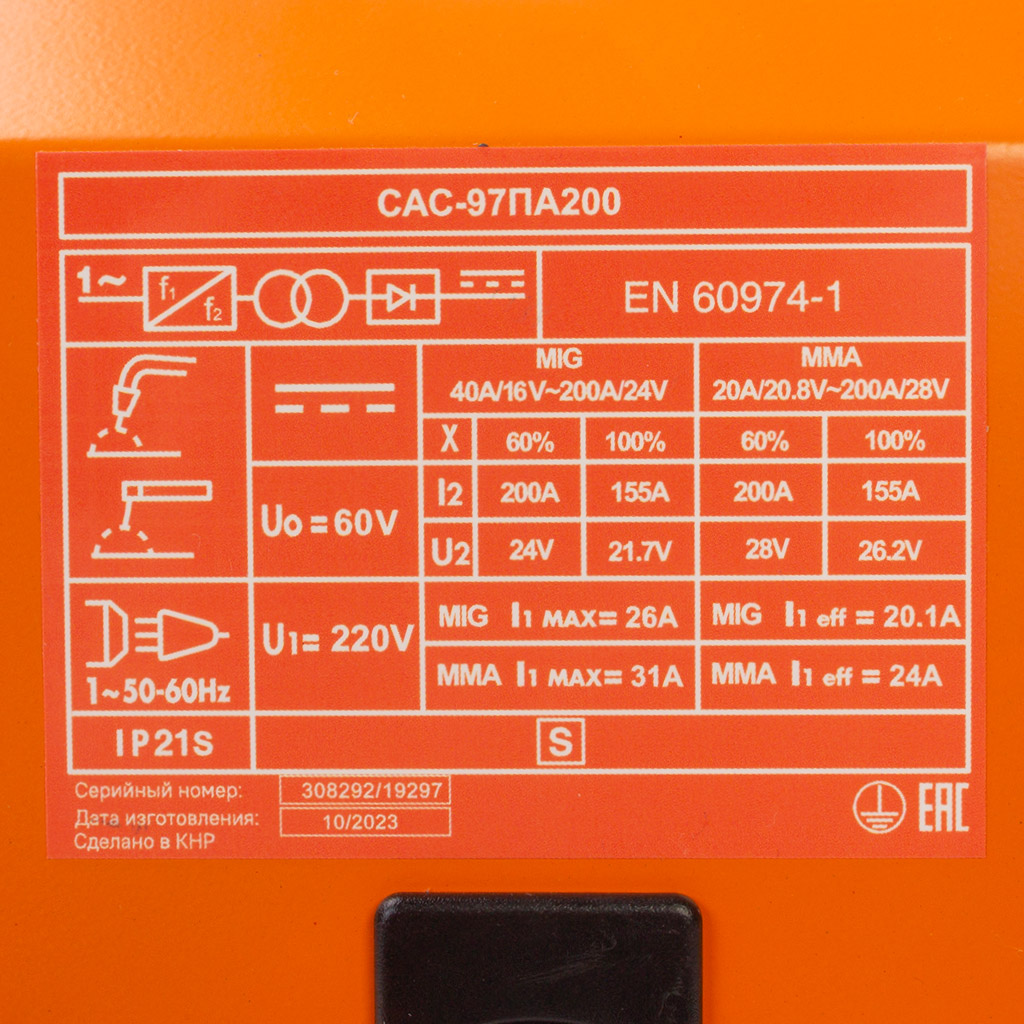 САС-97ПА200
1~ f1 f2
EN 60974-1
MIG
40A/16V~200A/24V
MMA
20A/20.8V~200A/28V
X 60% 100% 60% 100%
I2 200A 155A 200A 155A
U2 24V 21.7V 28V 26.2V
Uo=60V
1~50-60Hz
U1=220V
MIG I1 MAX=26A
MIG I1 eff=20.1A
MMA I1 MAX=31A
MMA I1 eff=24A
IP21S
S
Серийный номер: 308292/19297
Дата изготовления: 10/2023
Сделано в КНР
EAC